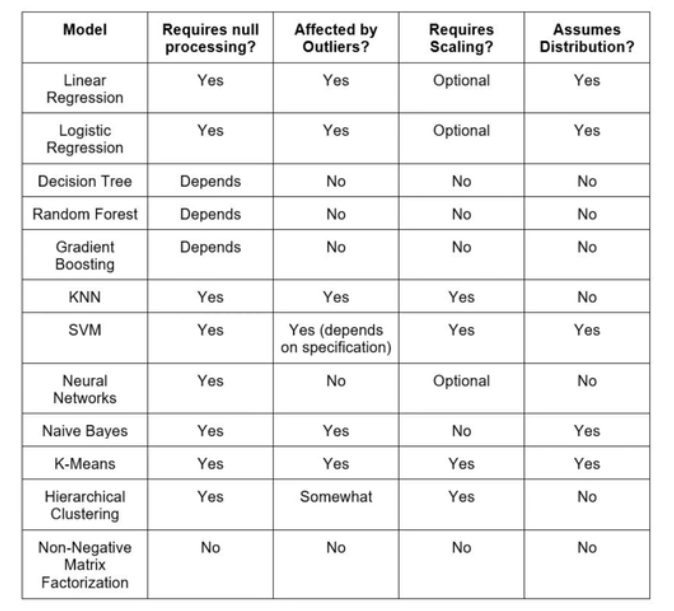 Model Requires null processing? Affected by Outliers? Requires Scaling? Assumes Distribution?
Linear Regression Yes Yes Optional Yes
Logistic Regression Yes Yes Optional Yes
Decision Tree Depends No No No
Random Forest Depends No No No
Gradient Boosting Depends No No No
KNN Yes Yes Yes No
SVM Yes Yes (depends on specification) Yes Yes
Neural Networks Yes No Optional No
Naive Bayes Yes Yes No Yes
K-Means Yes Yes Yes Yes
Hierarchical Clustering Yes Somewhat Yes No
Non-Negative Matrix Factorization No No No No